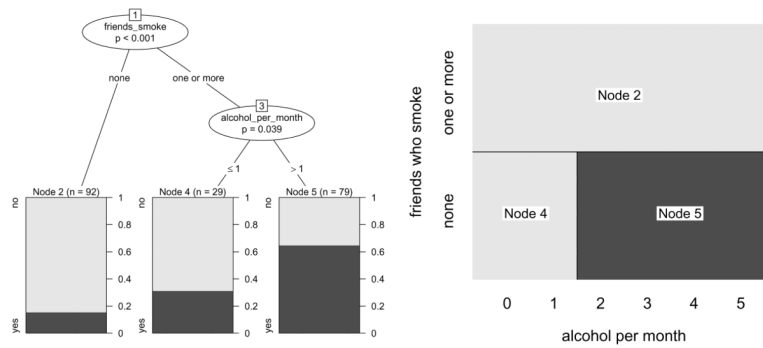 1
friends_smoke
p < 0.001
none
one or more
3
alcohol_per_month
p = 0.039
≤ 1
> 1
Node 2 (n = 92)
no
yes
1
0.8
0.6
0.4
0.2
0
Node 4 (n = 29)
no
yes
1
0.8
0.6
0.4
0.2
0
Node 5 (n = 79)
no
yes
1
0.8
0.6
0.4
0.2
0
friends who smoke
one or more
none
Node 2
Node 4
Node 5
0 1 2 3 4 5
alcohol per month